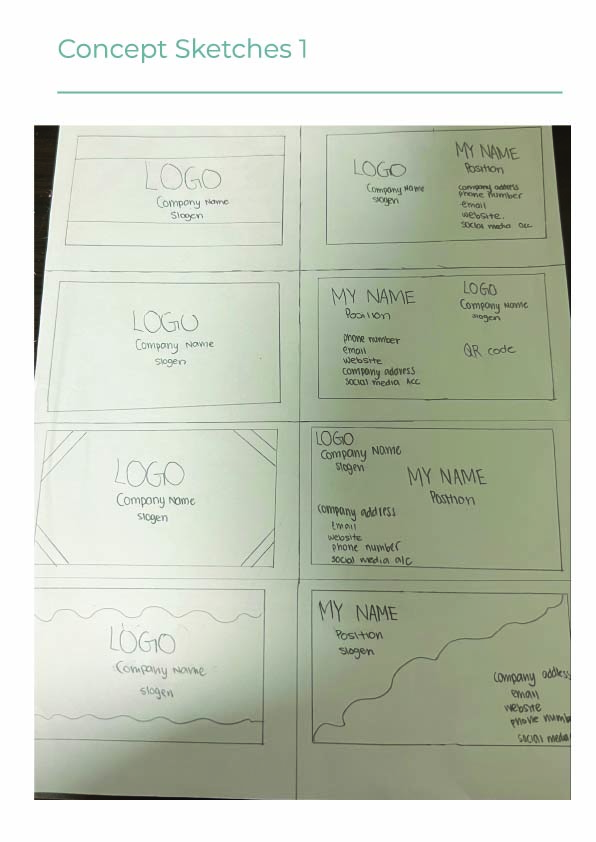 Concept Sketches 1
LOGO
Company Name
Slogen
LOGO
Company Name
slogen
MY NAME
Position
company address
phone number
email
website.
social media acc
LOGO
Company Name
slogen
MY NAME
Position
phone number
email
website
company address
social media Acc
LOGO
Company Name
slogen
QR code
LOGO
Company Name
slogen
LOGO
Company Name
slogen
MY NAME
Position
company address
email
website
phone number
social media a/c
LOGO
Company Name
slogen
MY NAME
Position
slogen
Company address
email
website
phone numb
social media